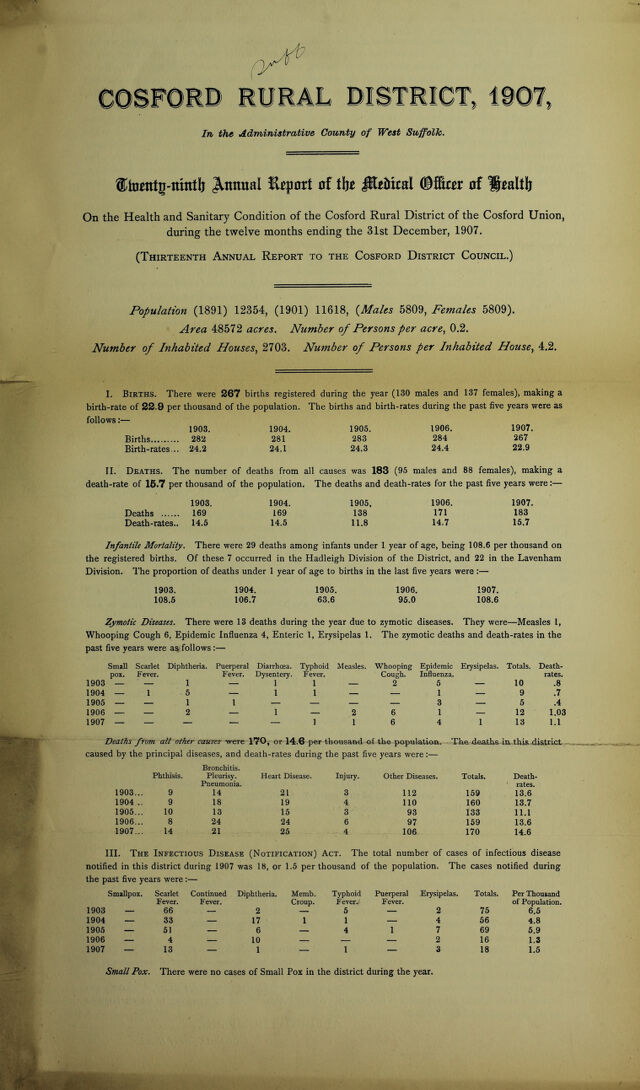 Suff
COSFORD RURAL DISTRICT, 1907,
In the Administrative County of West Suffolk.
Twenty-ninth Annual Report of the Medical Officer of Health
On the Health and Sanitary Condition of the Cosford Rural District of the Cosford Union,
during the twelve months ending the 31st December, 1907.
(THIRTEENTH ANNUAL REPORT TO THE COSFORD DISTRICT COUNCIL.)
Population (1891) 12354, (1901) 11618, (Males 5809, Females 5809).
Area 48572 acres. Number of Persons per acre, 0.2.
Number of Inhabited Houses, 2703. Number of Persons per Inhabited House, 4.2.
I. BIRTHS. There were 267 births registered during the year (130 males and 137 females), making a
birth-rate of 22.9 per thousand of the population. The births and birth-rates during the past five years were as
follows:—
1903. 1904. 1905. 1906. 1907.
Births......... 282 281 283 284 267
Birth-rates... 24.2 24.1 24.3 24.4 22.9
II. DEATHS. The number of deaths from all causes was 183 (95 males and 88 females), making a
death-rate of 15.7 per thousand of the population. The deaths and death-rates for the past five years were:—
1903. 1904. 1905. 1906. 1907.
Deaths ...... 169 169 138 171 183
Death-rates.. 14.5 14.5 11.8 14.7 15.7
Infantile Mortality. There were 29 deaths among infants under 1 year of age, being 108.6 per thousand on
the registered births. Of these 7 occurred in the Hadleigh Division of the District, and 22 in the Lavenham
Division. The proportion of deaths under 1 year of age to births in the last five years were:—
1903. 1904. 1905. 1906. 1907.
108.5 106.7 63.6 95.0 108.6
Zymotic Diseases. There were 13 deaths during the year due to zymotic diseases. They were—Measles 1,
Whooping Cough 6, Epidemic Influenza 4, Enteric 1, Erysipelas 1. The zymotic deaths and death-rates in the
past five years were as follows:—
Small Scarlet Diphtheria. Puerperal Diarrhœa. Typhoid Measles. Whooping Epidemic Erysipelas. Totals. Death-
pox. Fever. Fever. Dysentery. Fever. Cough. Influenza. rates.
1903 — — 1 — 1 1 — 2 5 — 10 .8
1904 — 1 5 — 1 1 — — 1 — 9 .7
1905 — — 1 1 — — — — 3 — 5 .4
1906 — — 2 — 1 — 2 6 1 — 12 1.03
1907 — — — — — 1 1 6 4 1 13 1.1
Deaths from all other causes were 170, or 14.6 per thousand of the population. The deaths in this district
caused by the principal diseases, and death-rates during the past five years were:—
Bronchitis.
Phthisis. Pleurisy. Heart Disease. Injury. Other Diseases. Totals. Death-
Pneumonia. rates.
1903... 9 14 21 3 112 159 13.6
1904 .. 9 18 19 4 110 160 13.7
1905... 10 13 15 3 93 133 11.1
1906... 8 24 24 6 97 159 13.6
1907... 14 21 25 4 106 170 14.6
III. THE INFECTIOUS DISEASE (NOTIFICATION) ACT. The total number of cases of infectious disease
notified in this district during 1907 was 18, or 1.5 per thousand of the population. The cases notified during
the past five years were:—
Smallpox. Scarlet Continued Diphtheria. Memb. Typhoid Puerperal Erysipelas. Totals. Per Thousand
Fever. Fever. Croup. Fever. Fever. of Population.
1903 — 66 — 2 — 5 — 2 75 6.5
1904 — 33 — 17 1 1 — 4 56 4.8
1905 — 51 — 6 — 4 1 7 69 5.9
1906 — 4 — 10 — — — 2 16 1.3
1907 — 13 — 1 — 1 — 3 18 1.5
Small Pox. There were no cases of Small Pox in the district during the year.